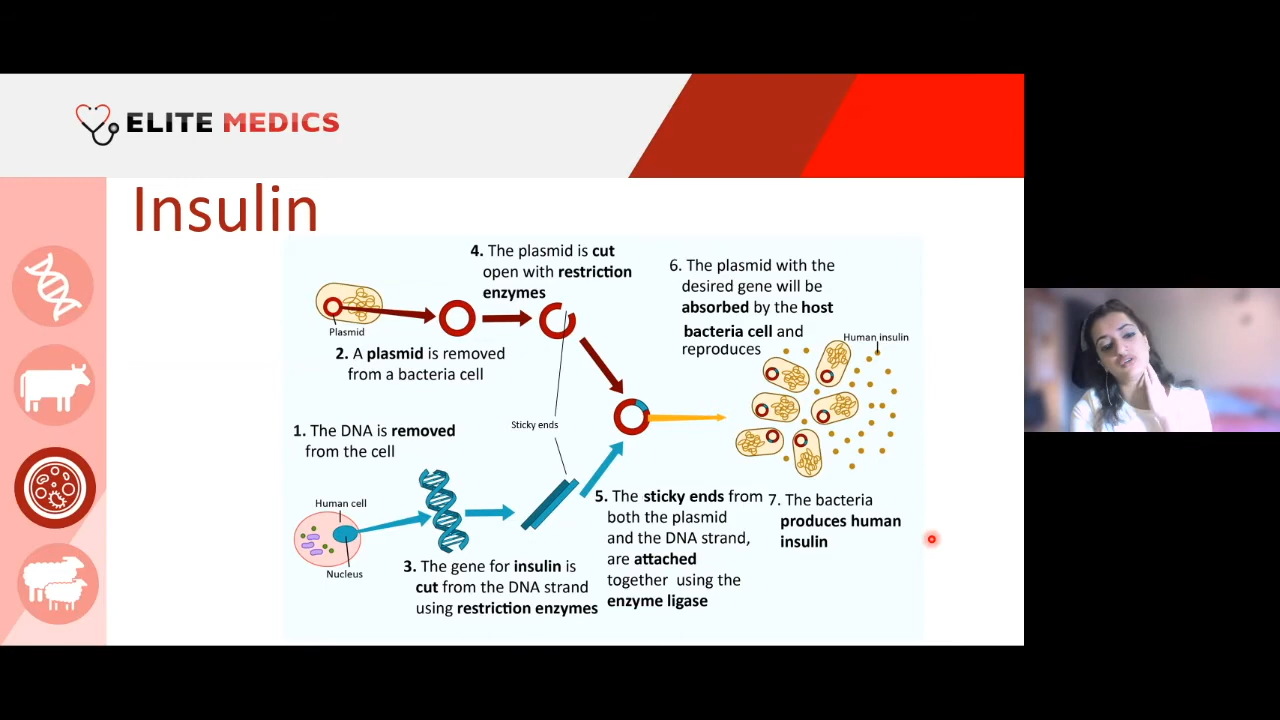 ELITE MEDICS
Insulin
4. The plasmid is cut
open with restriction
enzymes
6. The plasmid with the
desired gene will be
absorbed by the host
bacteria cell and
reproduces
Human insulin
Plasmid
2. A plasmid is removed
from a bacteria cell
Sticky ends
1. The DNA is removed
from the cell
Human cell
Nucleus
3. The gene for insulin is
cut from the DNA strand
using restriction enzymes
5. The sticky ends from
both the plasmid
and the DNA strand,
are attached
together using the
enzyme ligase
7. The bacteria
produces human
insulin